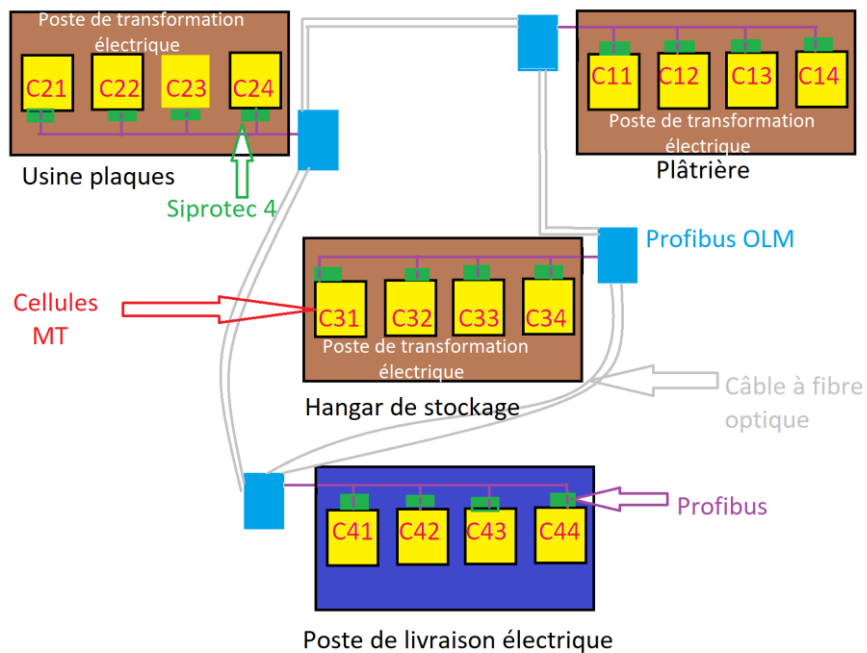 Poste de transformation
électrique
C21
C22
C23
C24
Usine plaques
Siprotec 4
C11
C12
C13
C14
Poste de transformation
électrique
Plâtrière
Profibus OLM
Cellules
MT
C31
C32
C33
C34
Poste de transformation
électrique
Hangar de stockage
Câble à fibre
optique
C41
C42
C43
C44
Profibus
Poste de livraison électrique